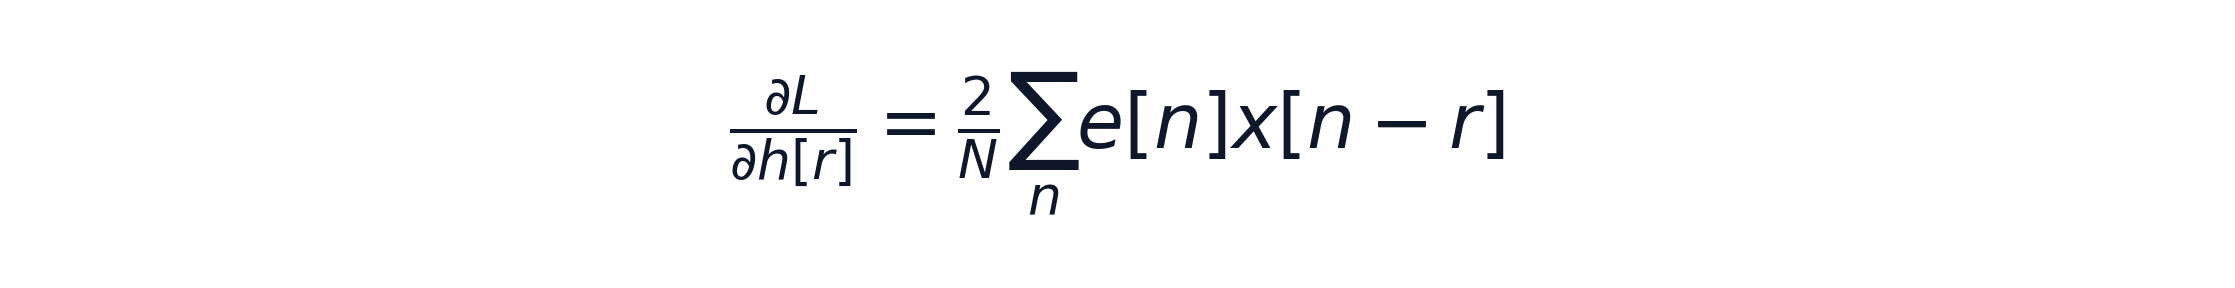 ∂L/∂h[r] = 2/N ∑_n e[n]x[n − r]